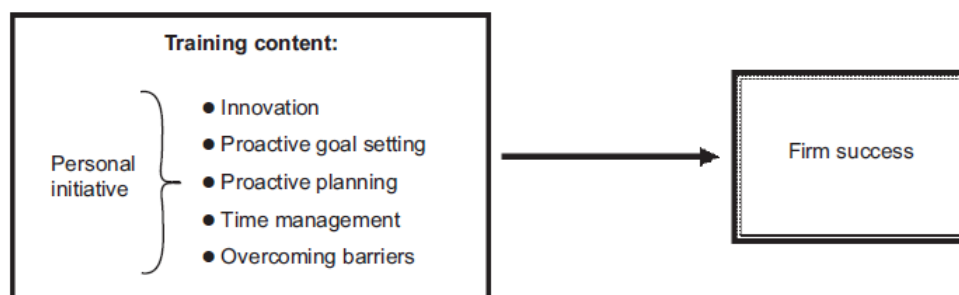 Training content:
Personal
initiative
● Innovation
● Proactive goal setting
● Proactive planning
● Time management
● Overcoming barriers
Firm success